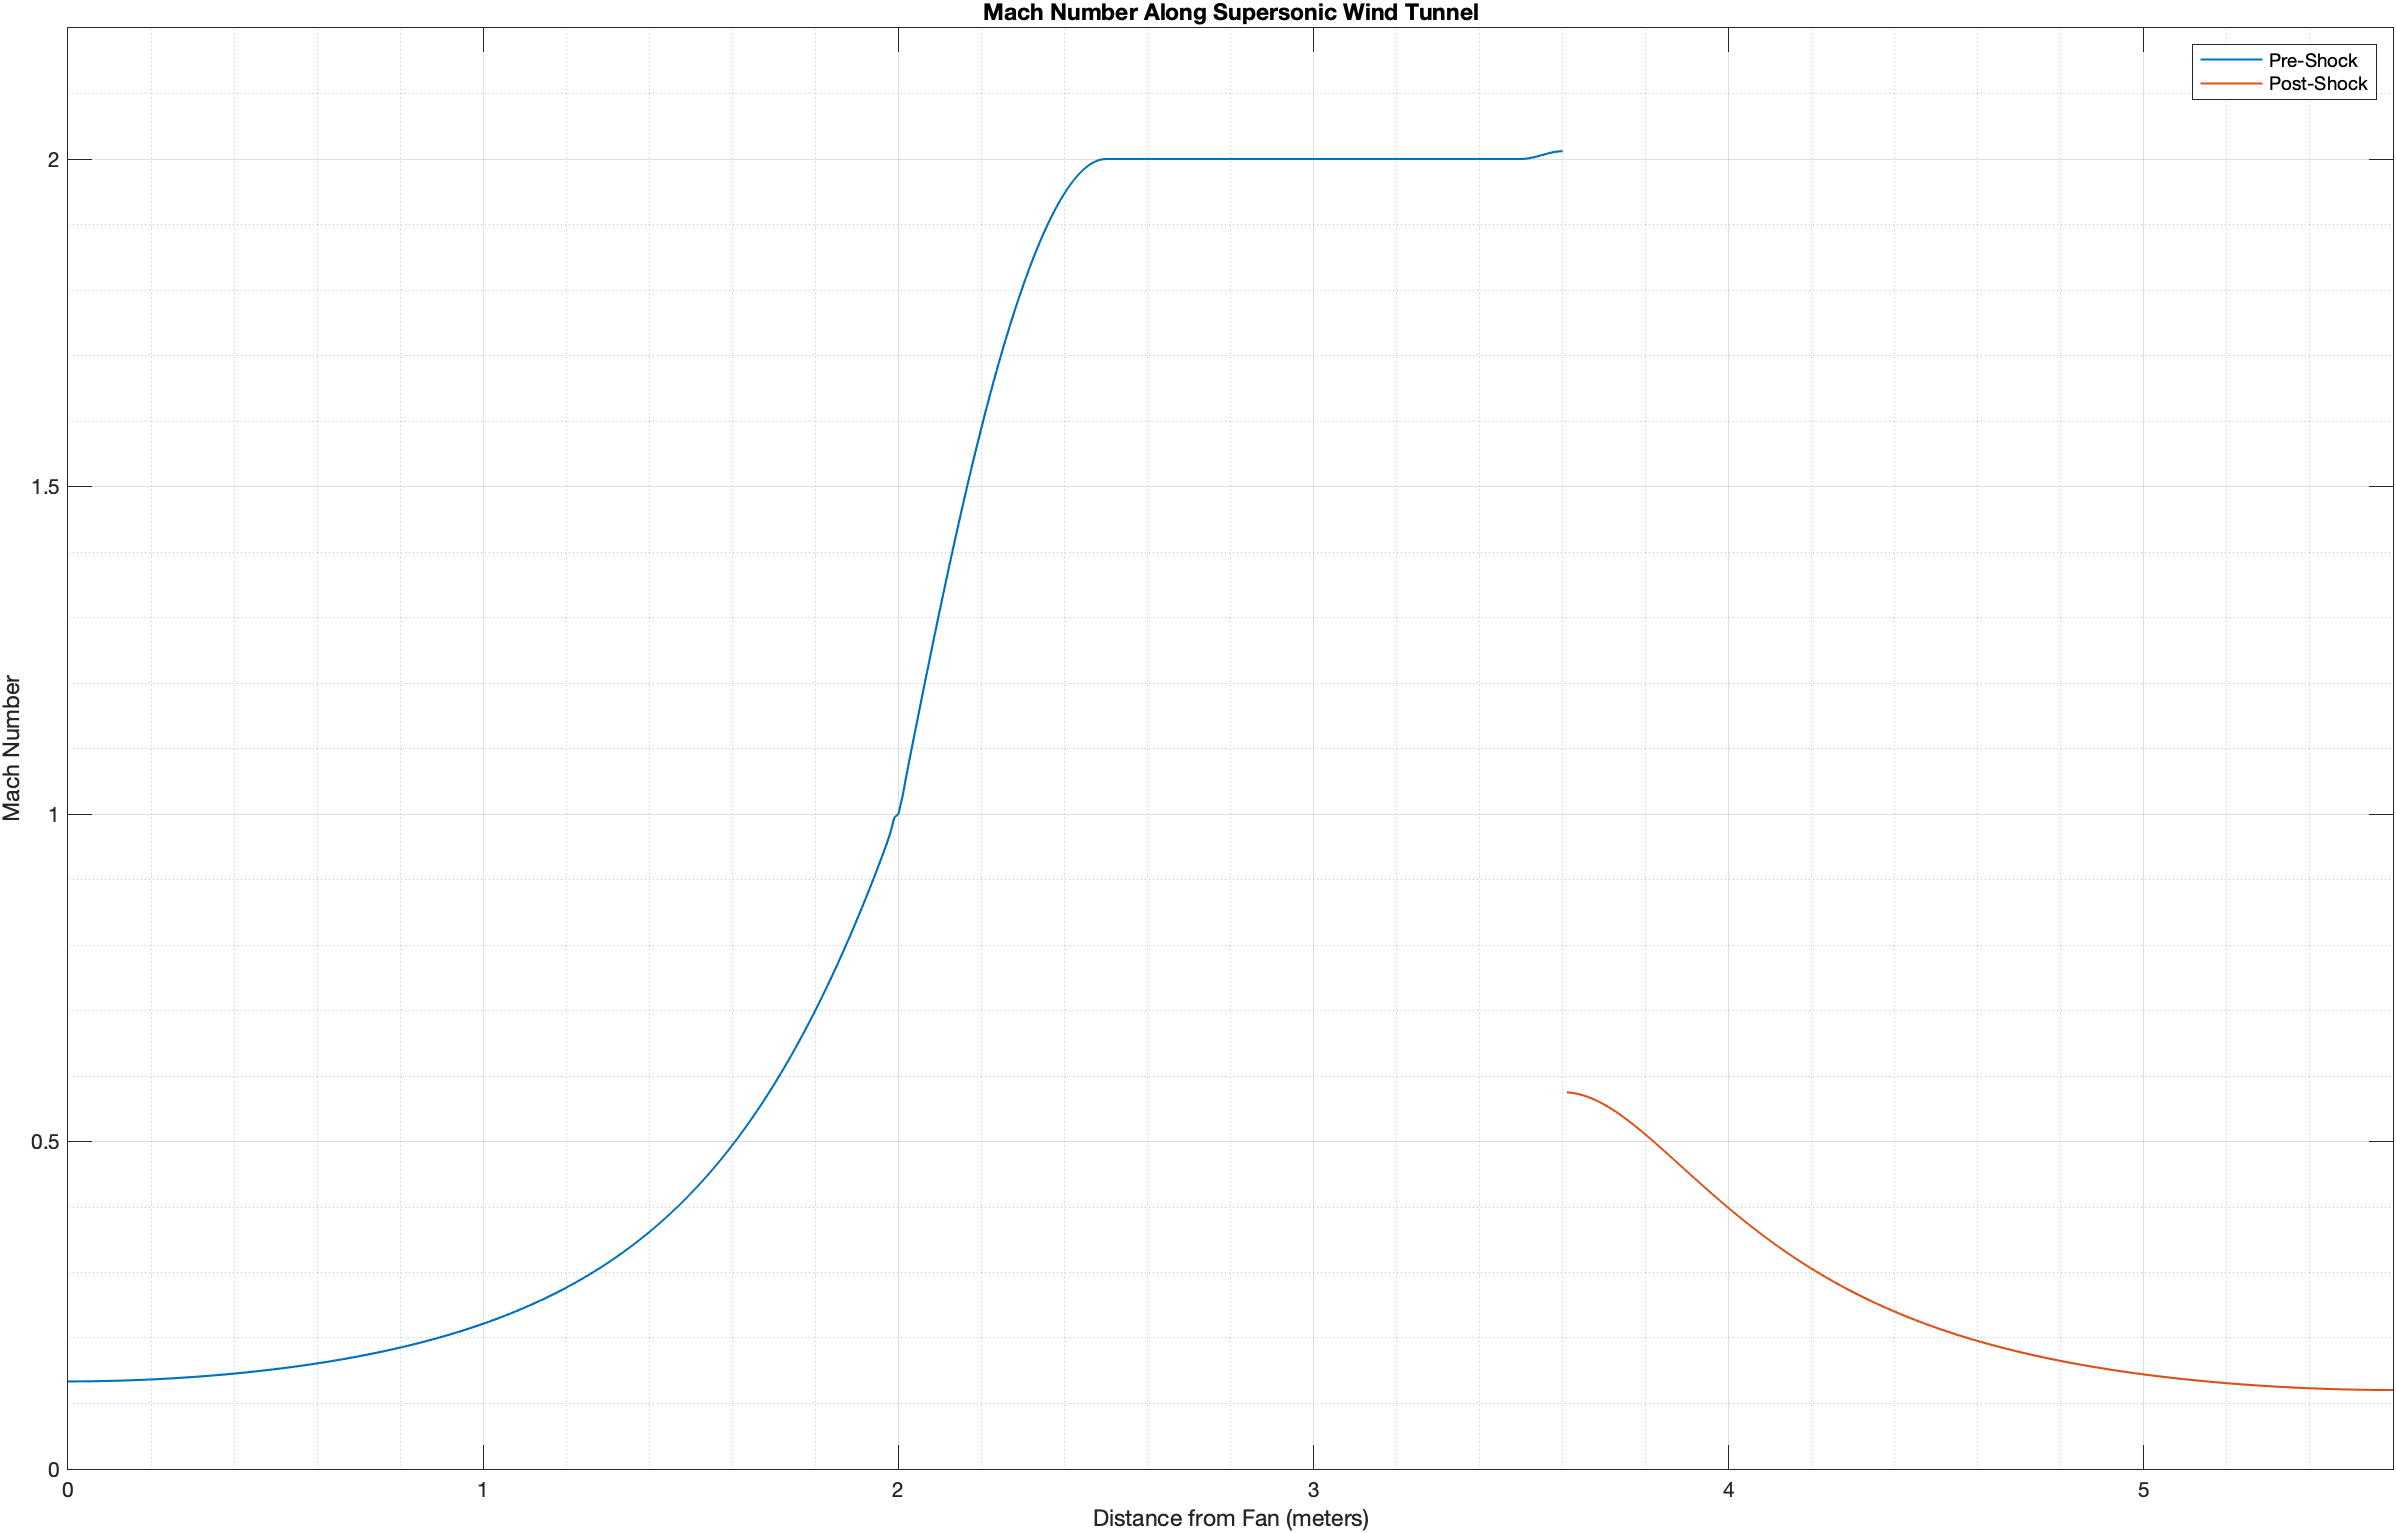 Mach Number Along Supersonic Wind Tunnel
Pre-Shock
Post-Shock
Mach Number
2
1.5
1
0.5
0
0 1 2 3 4 5
Distance from Fan (meters)